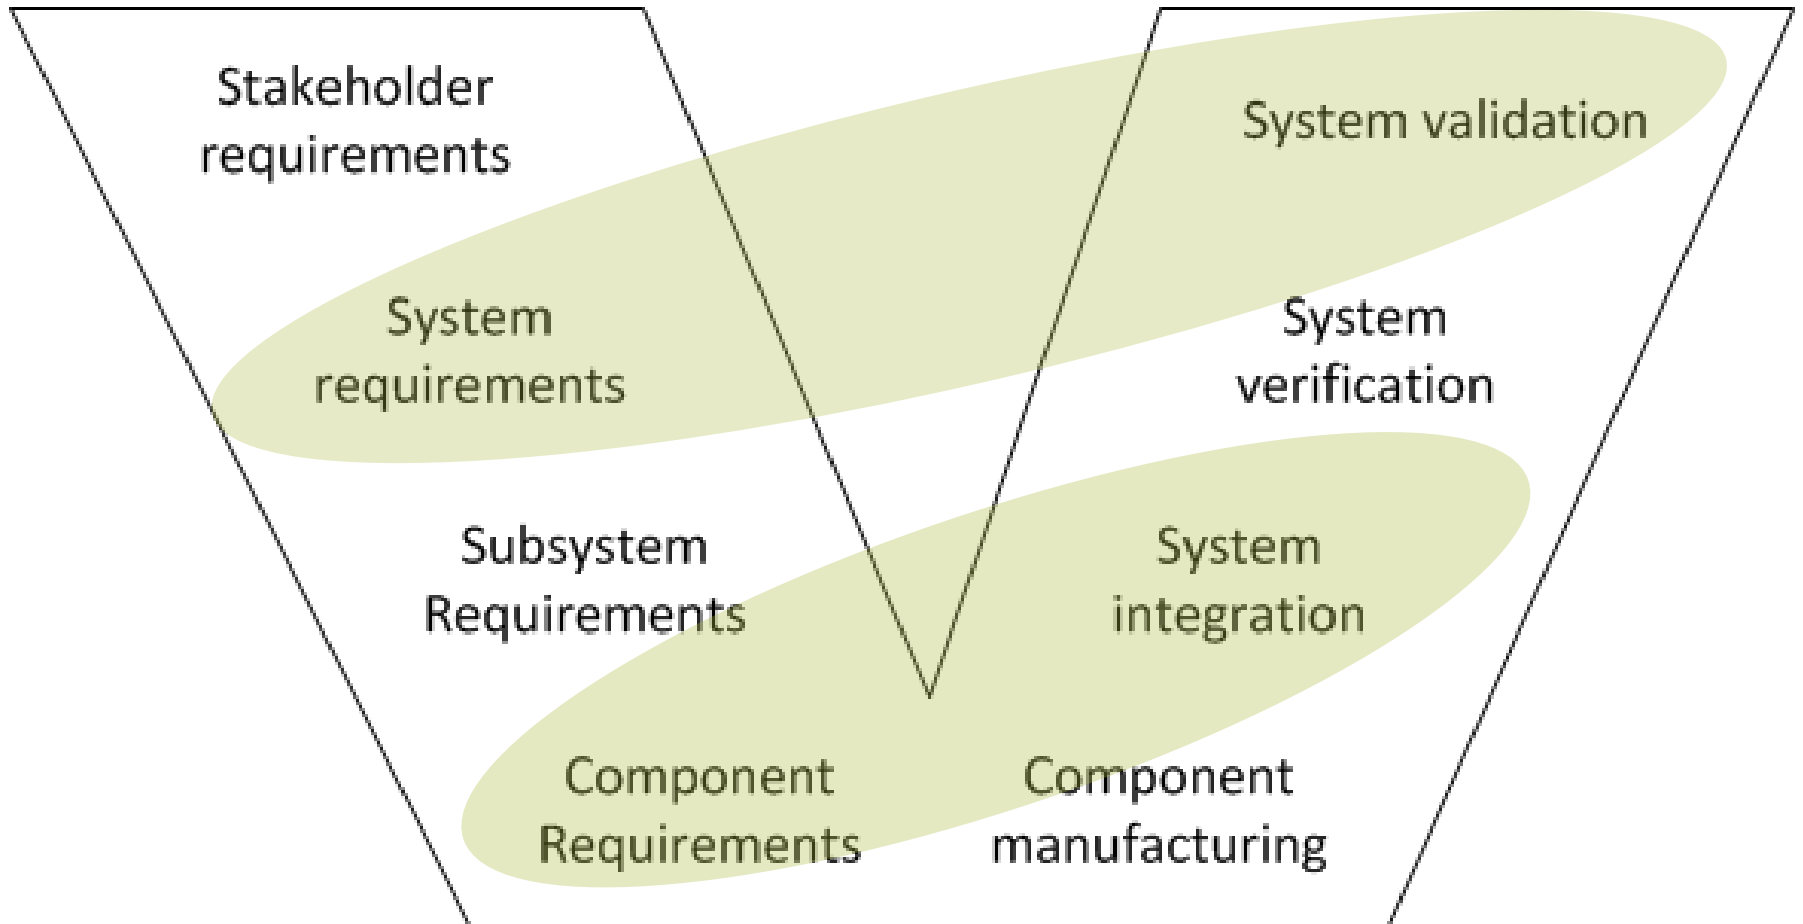 Stakeholder
requirements
System validation
System
requirements
System
verification
Subsystem
Requirements
System
integration
Component
Requirements
Component
manufacturing